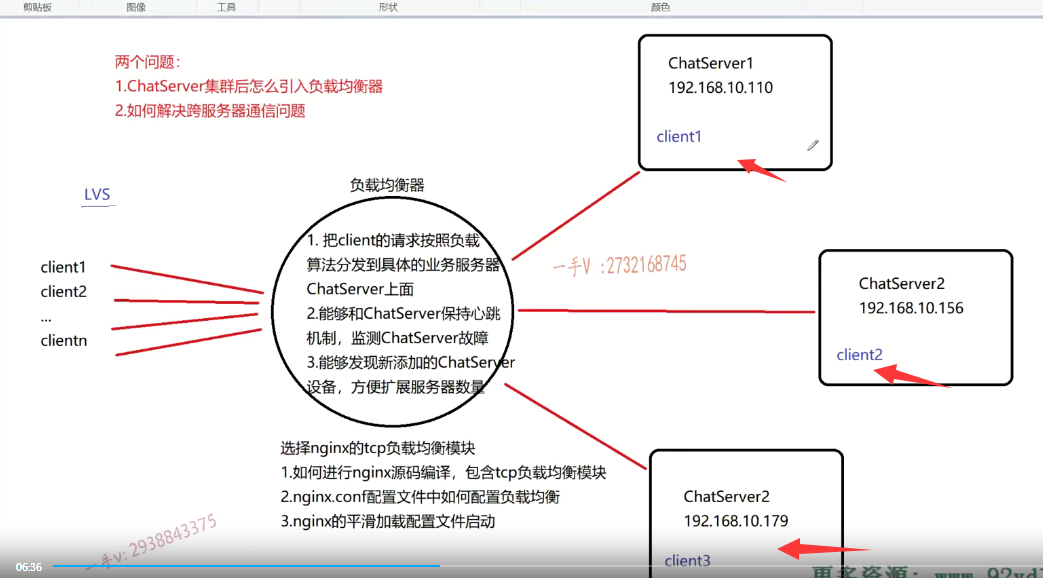 剪贴板
图像
工具
形状
颜色
两个问题：
1.ChatServer集群后怎么引入负载均衡器
2.如何解决跨服务器通信问题
LVS
client1
client2
...
clientn
负载均衡器
1. 把client的请求按照负载
算法分发到具体的业务服务器
ChatServer上面
2.能够和ChatServer保持心跳
机制，监测ChatServer故障
3.能够发现新添加的ChatServer
设备，方便扩展服务器数量
选择nginx的tcp负载均衡模块
1.如何进行nginx源码编译，包含tcp负载均衡模块
2.nginx.conf配置文件中如何配置负载均衡
3.nginx的平滑加载配置文件启动
ChatServer1
192.168.10.110
client1
一手V :2732168745
ChatServer2
192.168.10.156
client2
ChatServer2
192.168.10.179
client3
一手v: 2938843375
06:36
更多资源：www.92xd